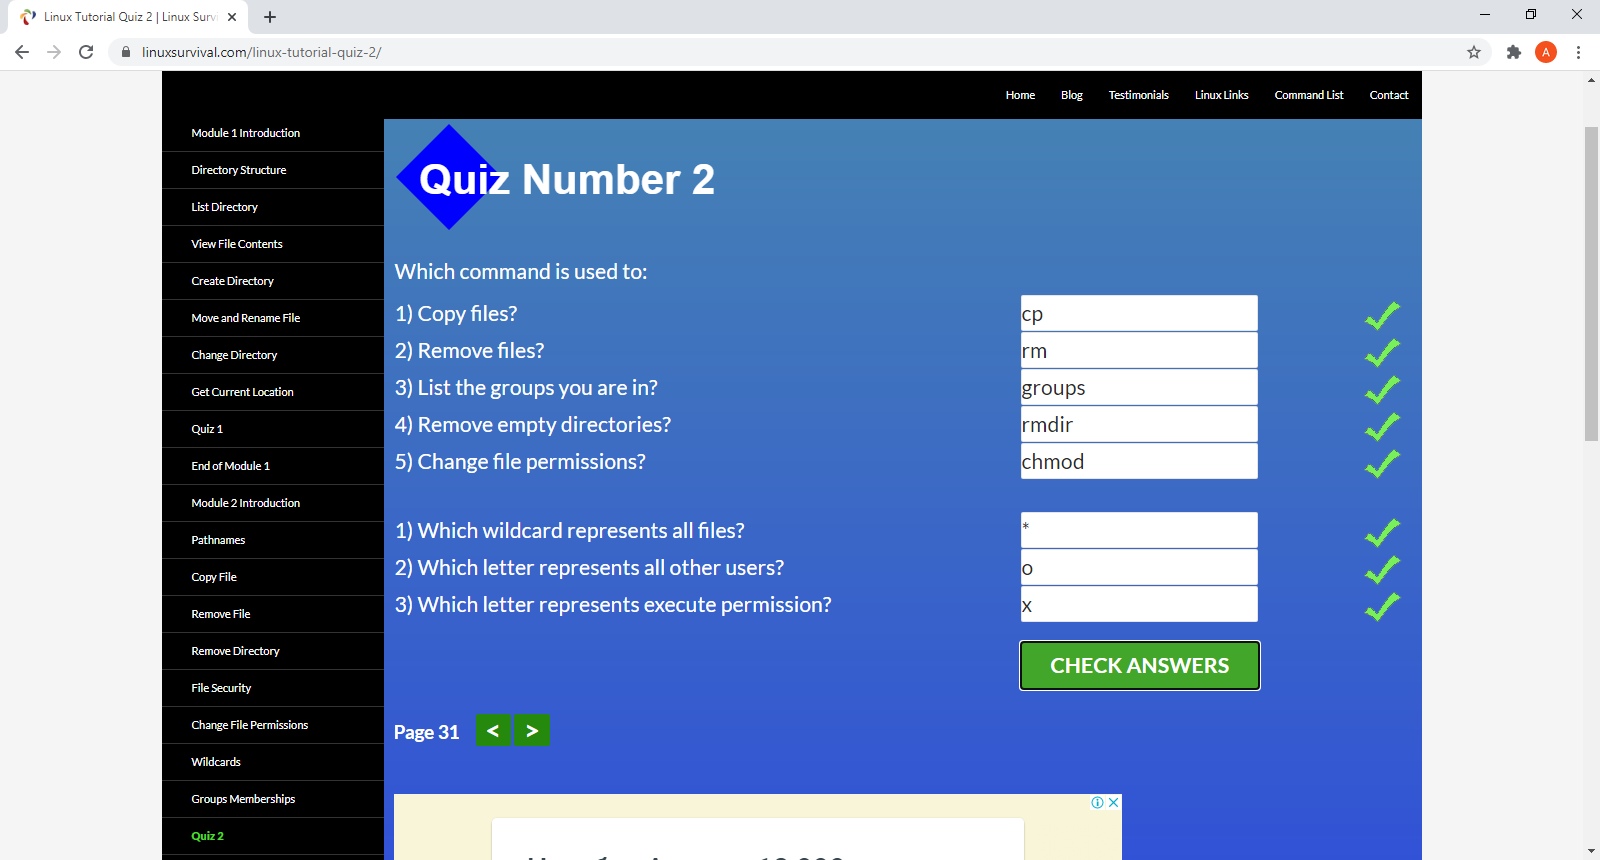 Linux Tutorial Quiz 2 | Linux Surv
linuxsurvival.com/linux-tutorial-quiz-2/
A
Home Blog Testimonials Linux Links Command List Contact
Module 1 Introduction
Directory Structure
List Directory
View File Contents
Create Directory
Move and Rename File
Change Directory
Get Current Location
Quiz 1
End of Module 1
Module 2 Introduction
Pathnames
Copy File
Remove File
Remove Directory
File Security
Change File Permissions
Wildcards
Groups Memberships
Quiz 2
Quiz Number 2
Which command is used to:
1) Copy files? cp
2) Remove files? rm
3) List the groups you are in? groups
4) Remove empty directories? rmdir
5) Change file permissions? chmod
1) Which wildcard represents all files? *
2) Which letter represents all other users? o
3) Which letter represents execute permission? x
CHECK ANSWERS
Page 31 < >